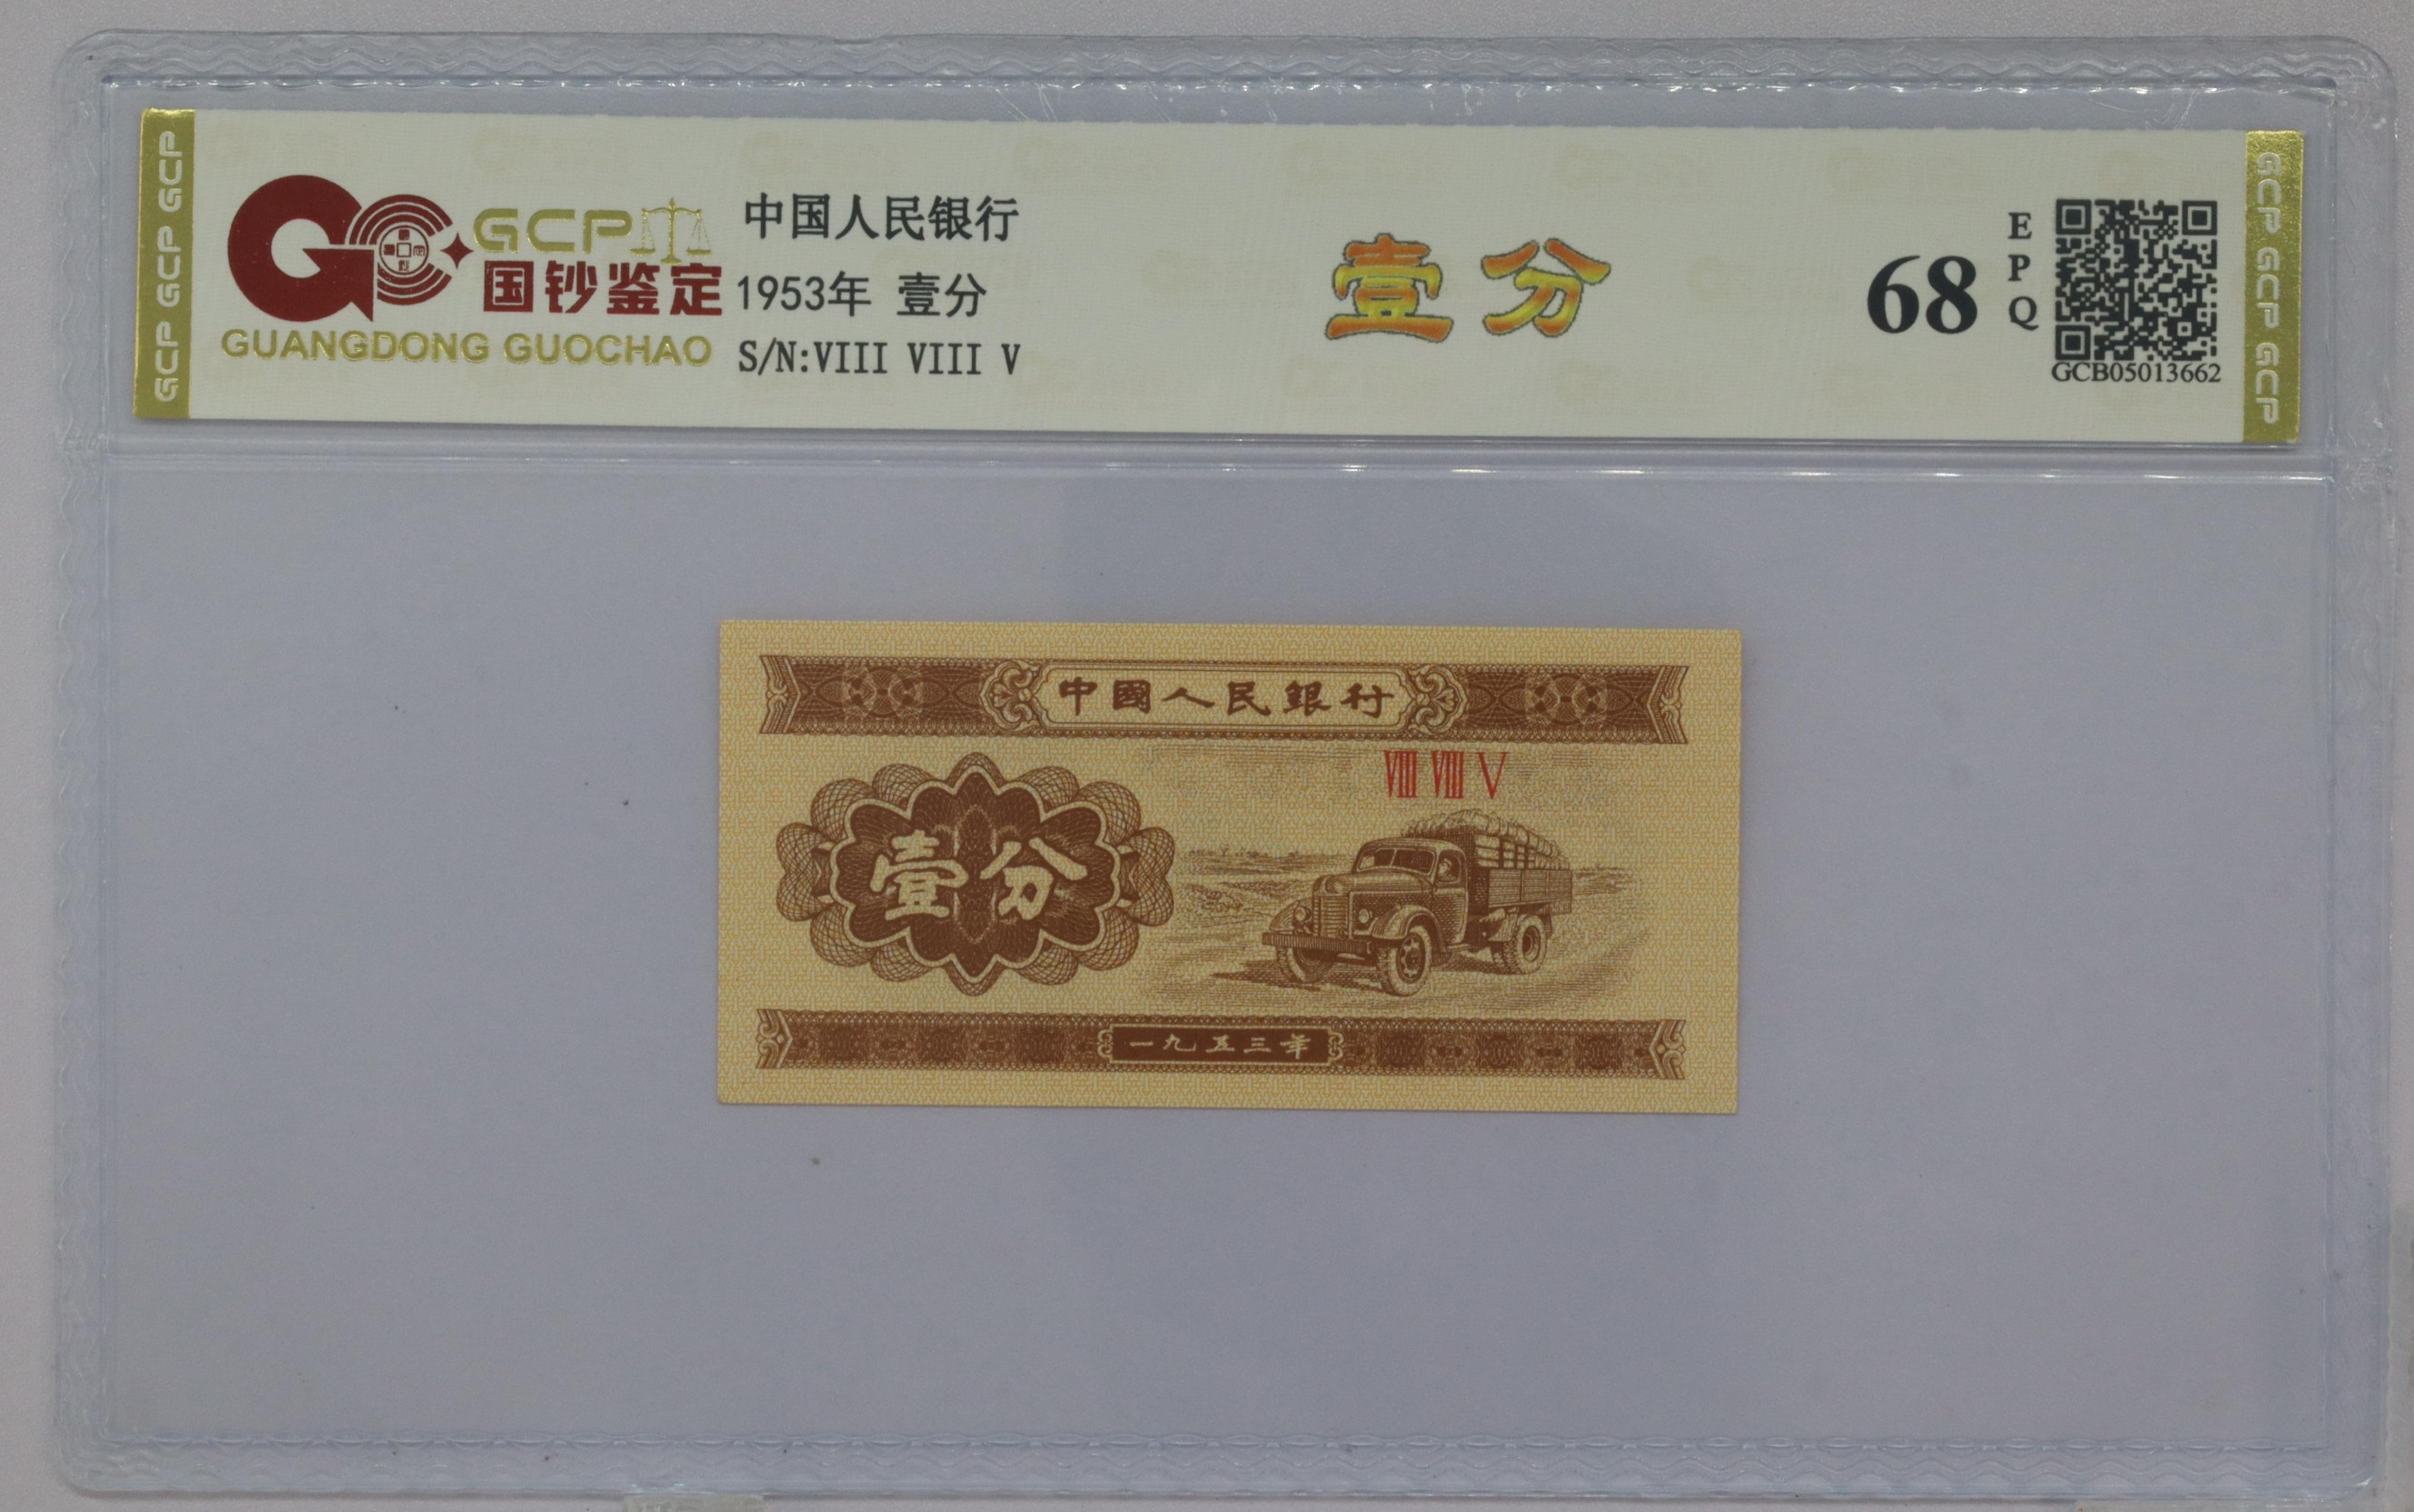 GCP GCP GCP
GCP
国钞鉴定
GUANGDONG GUOCHAO
中国人民银行
1953年 壹分
S/N:VIII VIII V
壹分
68
EPQ
GCB05013662
GCP GCP GCP
中國人民銀行
VIII VIII V
壹分
一九五三年